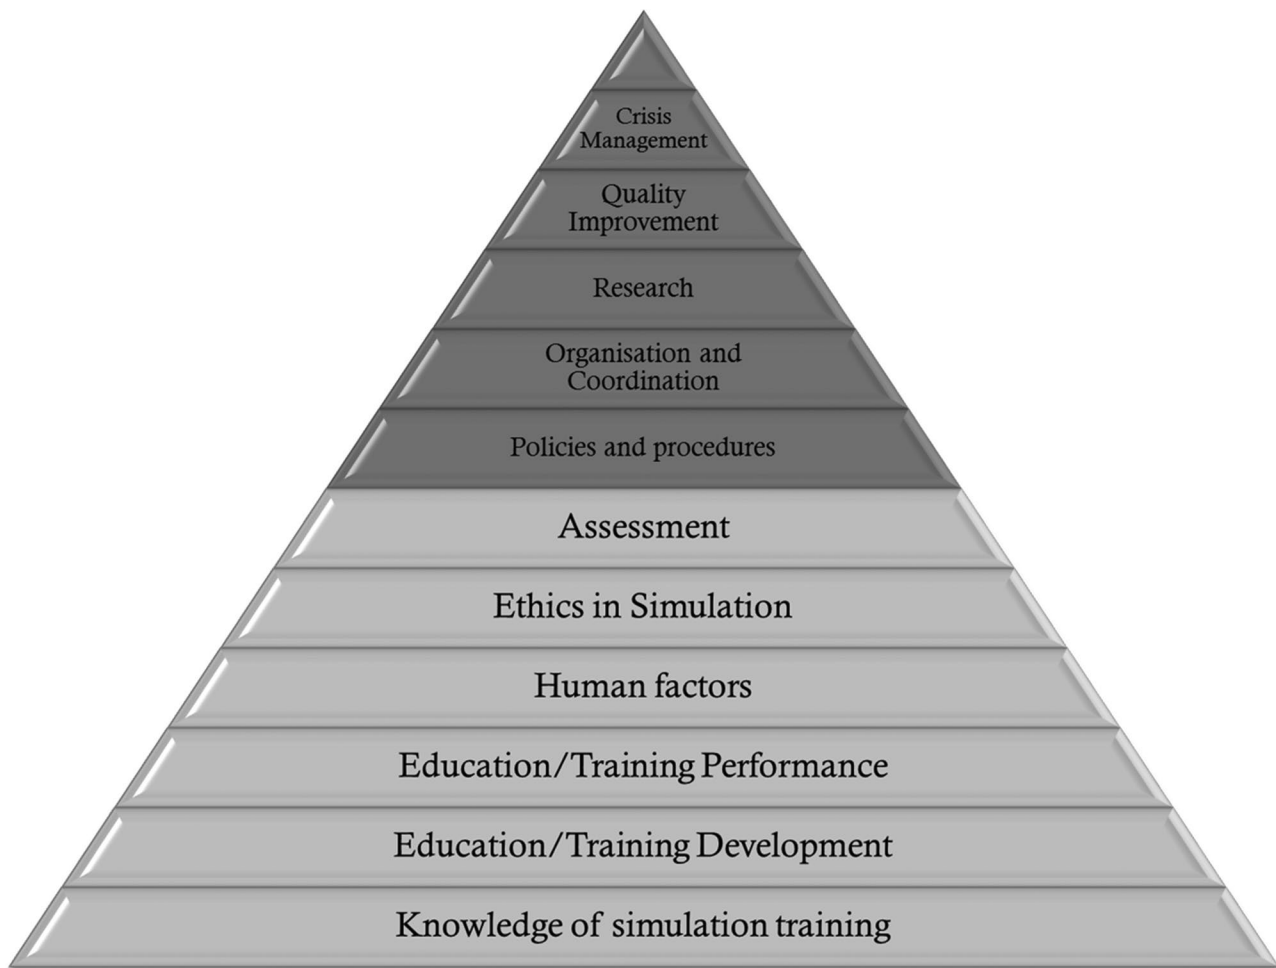 Crisis
Management
Quality
Improvement
Research
Organisation and
Coordination
Policies and procedures
Assessment
Ethics in Simulation
Human factors
Education/Training Performance
Education/Training Development
Knowledge of simulation training